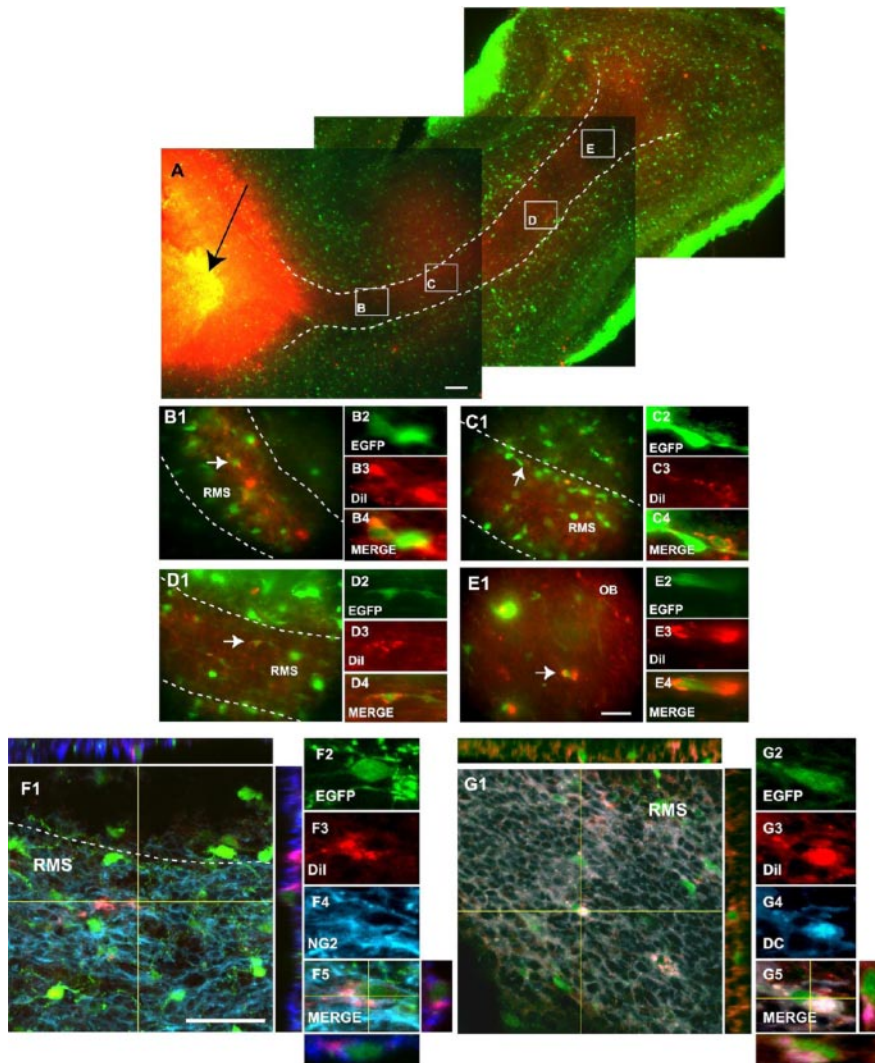 A
B
C
D
E
B1
RMS
B2
EGFP
B3
DiI
B4
MERGE
C1
RMS
C2
EGFP
C3
DiI
C4
MERGE
D1
RMS
D2
EGFP
D3
DiI
D4
MERGE
E1
OB
E2
EGFP
E3
DiI
E4
MERGE
F1
RMS
F2
EGFP
F3
DiI
F4
NG2
F5
MERGE
G1
RMS
G2
EGFP
G3
DiI
G4
DC
G5
MERGE